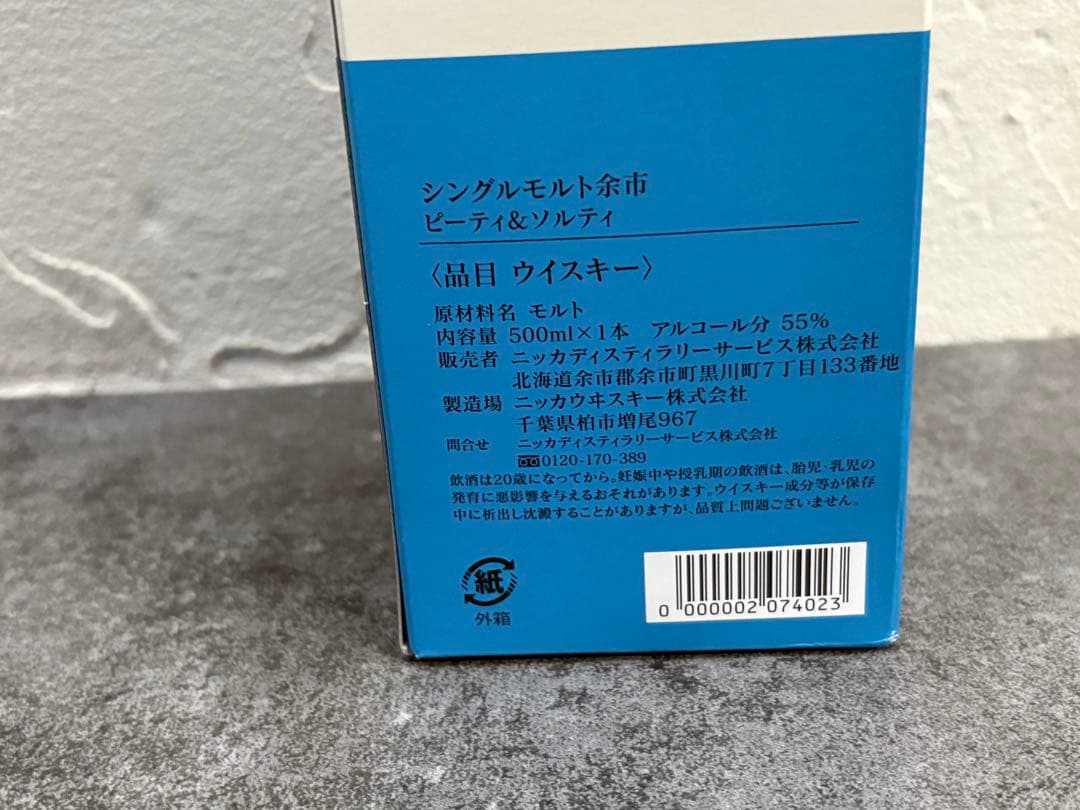 シングルモルト余市
ピーティ&ソルティ
〈品目 ウイスキー〉
原材料名 モルト
内容量 500ml×1本 アルコール分 55%
販売者 ニッカディスティラリーサービス株式会社
北海道余市郡余市町黒川町7丁目133番地
製造場 ニッカウヰスキー株式会社
千葉県柏市増尾967
問合せ ニッカディスティラリーサービス株式会社
0120-170-389
飲酒は20歳になってから。妊娠中や授乳期の飲酒は、胎児・乳児の
発育に悪影響を与えるおそれがあります。ウイスキー成分等が保存
中に析出し沈澱することがありますが、品質上問題ございません。
紙
外箱
0 000002 074023